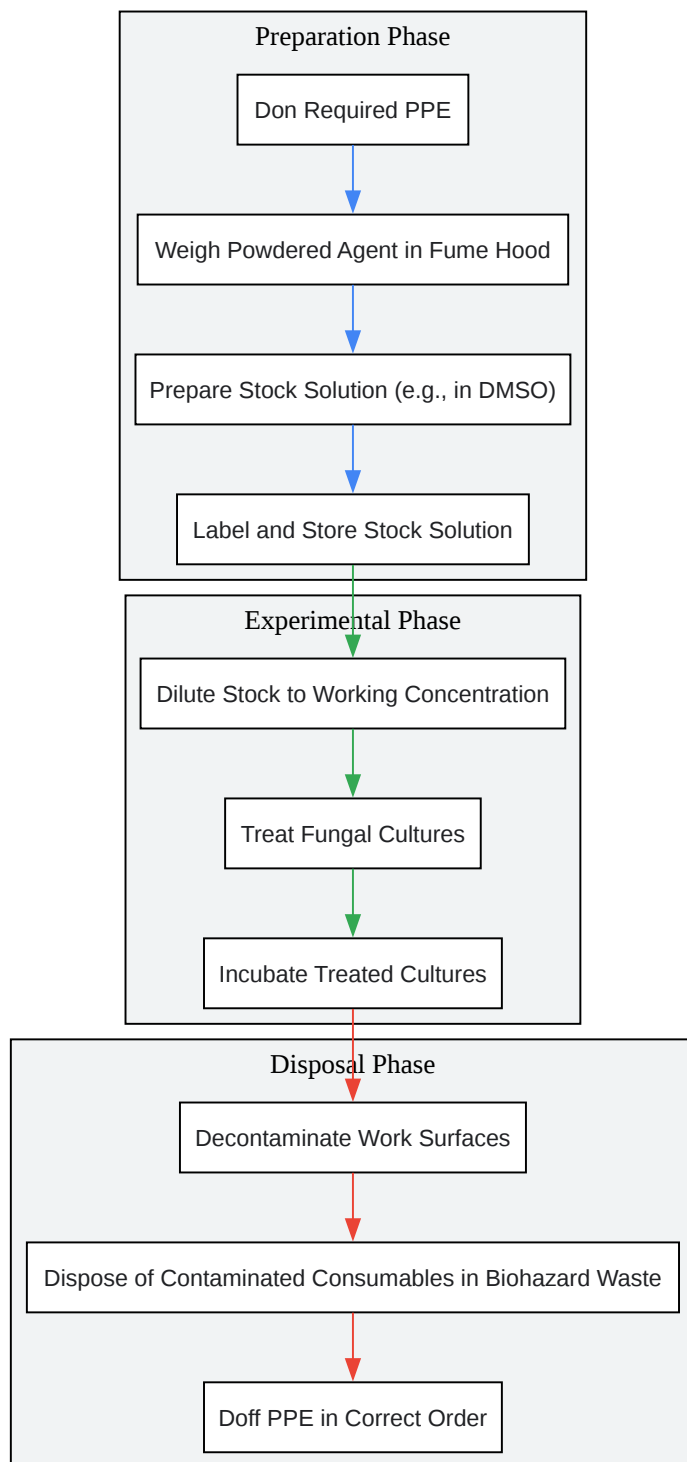 Preparation Phase
Don Required PPE
Weigh Powdered Agent in Fume Hood
Prepare Stock Solution (e.g., in DMSO)
Label and Store Stock Solution
Experimental Phase
Dilute Stock to Working Concentration
Treat Fungal Cultures
Incubate Treated Cultures
Disposal Phase
Decontaminate Work Surfaces
Dispose of Contaminated Consumables in Biohazard Waste
Doff PPE in Correct Order